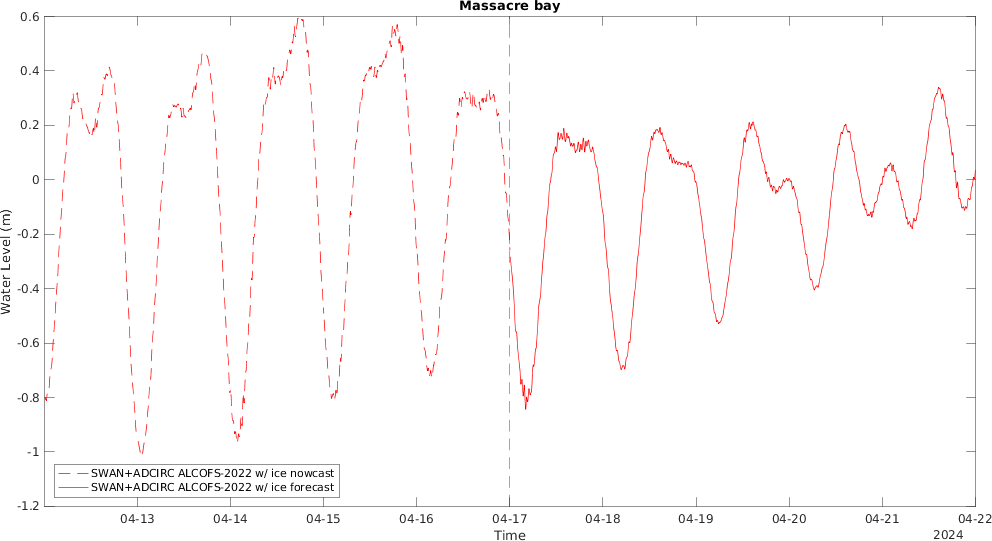 Massacre bay
0.6
0.4
0.2
0
-0.2
-0.4
-0.6
-0.8
-1
-1.2
Water Level (m)
SWAN+ADCIRC ALCOFS-2022 w/ ice nowcast
SWAN+ADCIRC ALCOFS-2022 w/ ice forecast
04-13 04-14 04-15 04-16 04-17 04-18 04-19 04-20 04-21 04-22
Time
2024